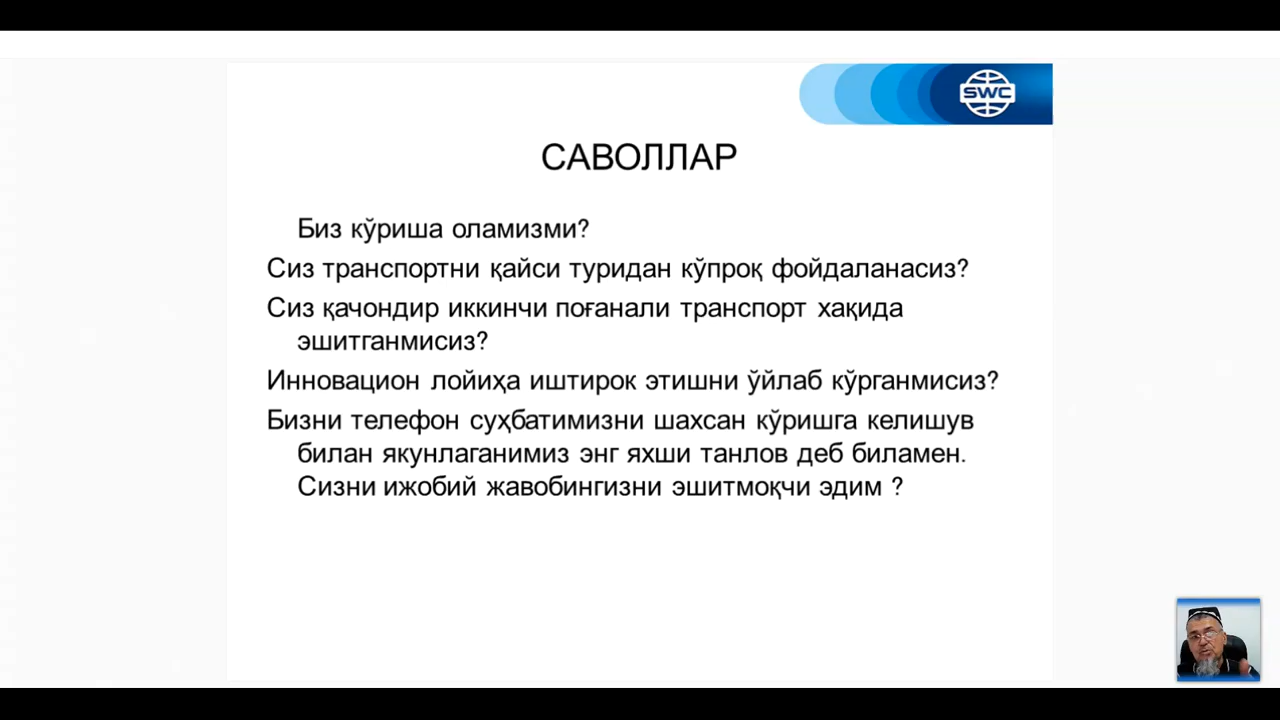 SWC
САВОЛЛАР
Биз кўриша оламизми?
Сиз транспортни қайси туридан кўпроқ фойдаланасиз?
Сиз қачондир иккинчи поғанали транспорт хақида
эшитганмисиз?
Инновацион лойиҳа иштирок этишни ўйлаб кўрганмисиз?
Бизни телефон суҳбатимизни шахсан кўришга келишув
билан якунлаганимиз энг яхши танлов деб биламен.
Сизни ижобий жавобингизни эшитмоқчи эдим ?